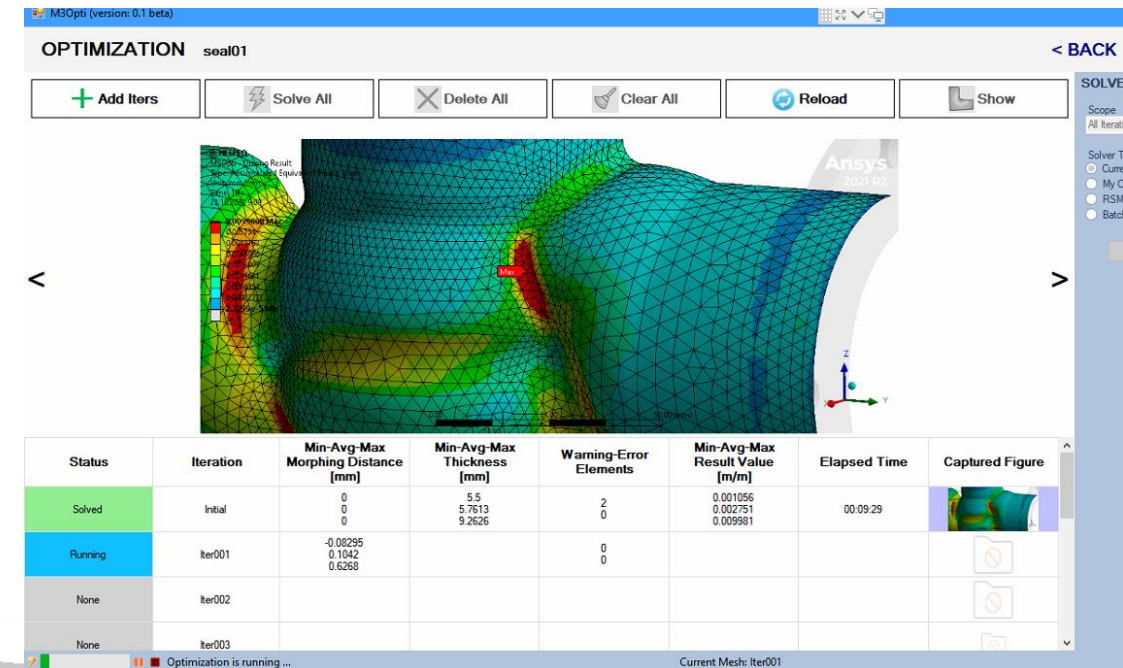 M3Opti (version: 0.1 beta)
OPTIMIZATION seal01
< BACK
Add Iters
Solve All
Delete All
Clear All
Reload
Show
SOLVE
Scope
All Iterati
Solver T
Curre
My C
RSM
Batch
Ansys
2021 R2
Max
Z
Y
<
>
Status
Iteration
Min-Avg-Max
Morphing Distance
[mm]
Min-Avg-Max
Thickness
[mm]
Warning-Error
Elements
Min-Avg-Max
Result Value
[m/m]
Elapsed Time
Captured Figure
Solved
Initial
0
0
0
5.5
5.7613
9.2626
2
0
0.001056
0.002751
0.009981
00:09:29
Running
Iter001
-0.08295
0.1042
0.6268
0
0
None
Iter002
None
Iter003
Optimization is running ...
Current Mesh: Iter001